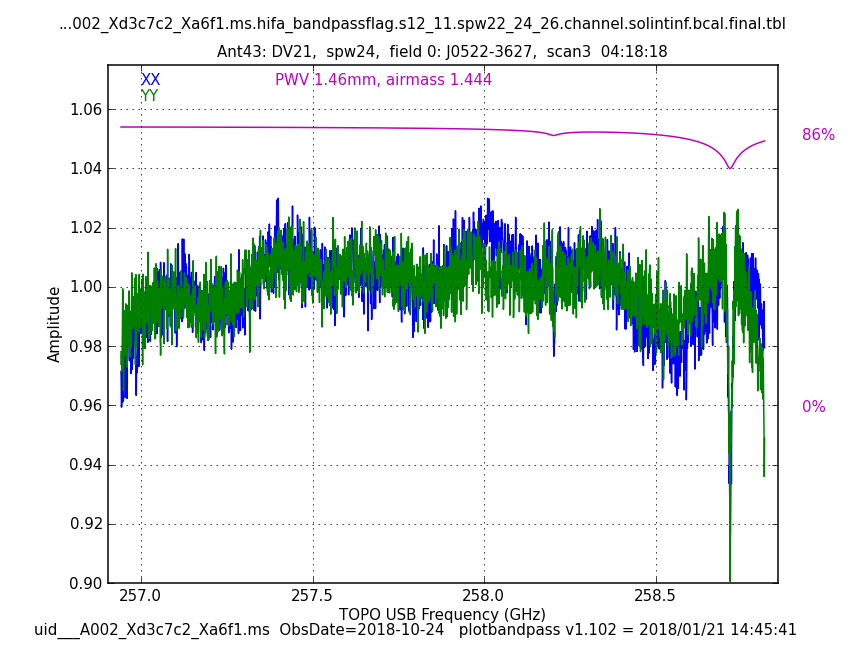 ...002_Xd3c7c2_Xa6f1.ms.hifa_bandpassflag.s12_11.spw22_24_26.channel.solintinf.bcal.final.tbl
Ant43: DV21,  spw24,  field 0: J0522-3627,  scan3  04:18:18
XX
PWV 1.46mm, airmass 1.444
YY
1.06
86%
1.04
1.02
1.00
0.98
0.96
0%
0.94
0.92
0.90
Amplitude
257.0
257.5
258.0
258.5
TOPO USB Frequency (GHz)
uid___A002_Xd3c7c2_Xa6f1.ms  ObsDate=2018-10-24   plotbandpass v1.102 = 2018/01/21 14:45:41